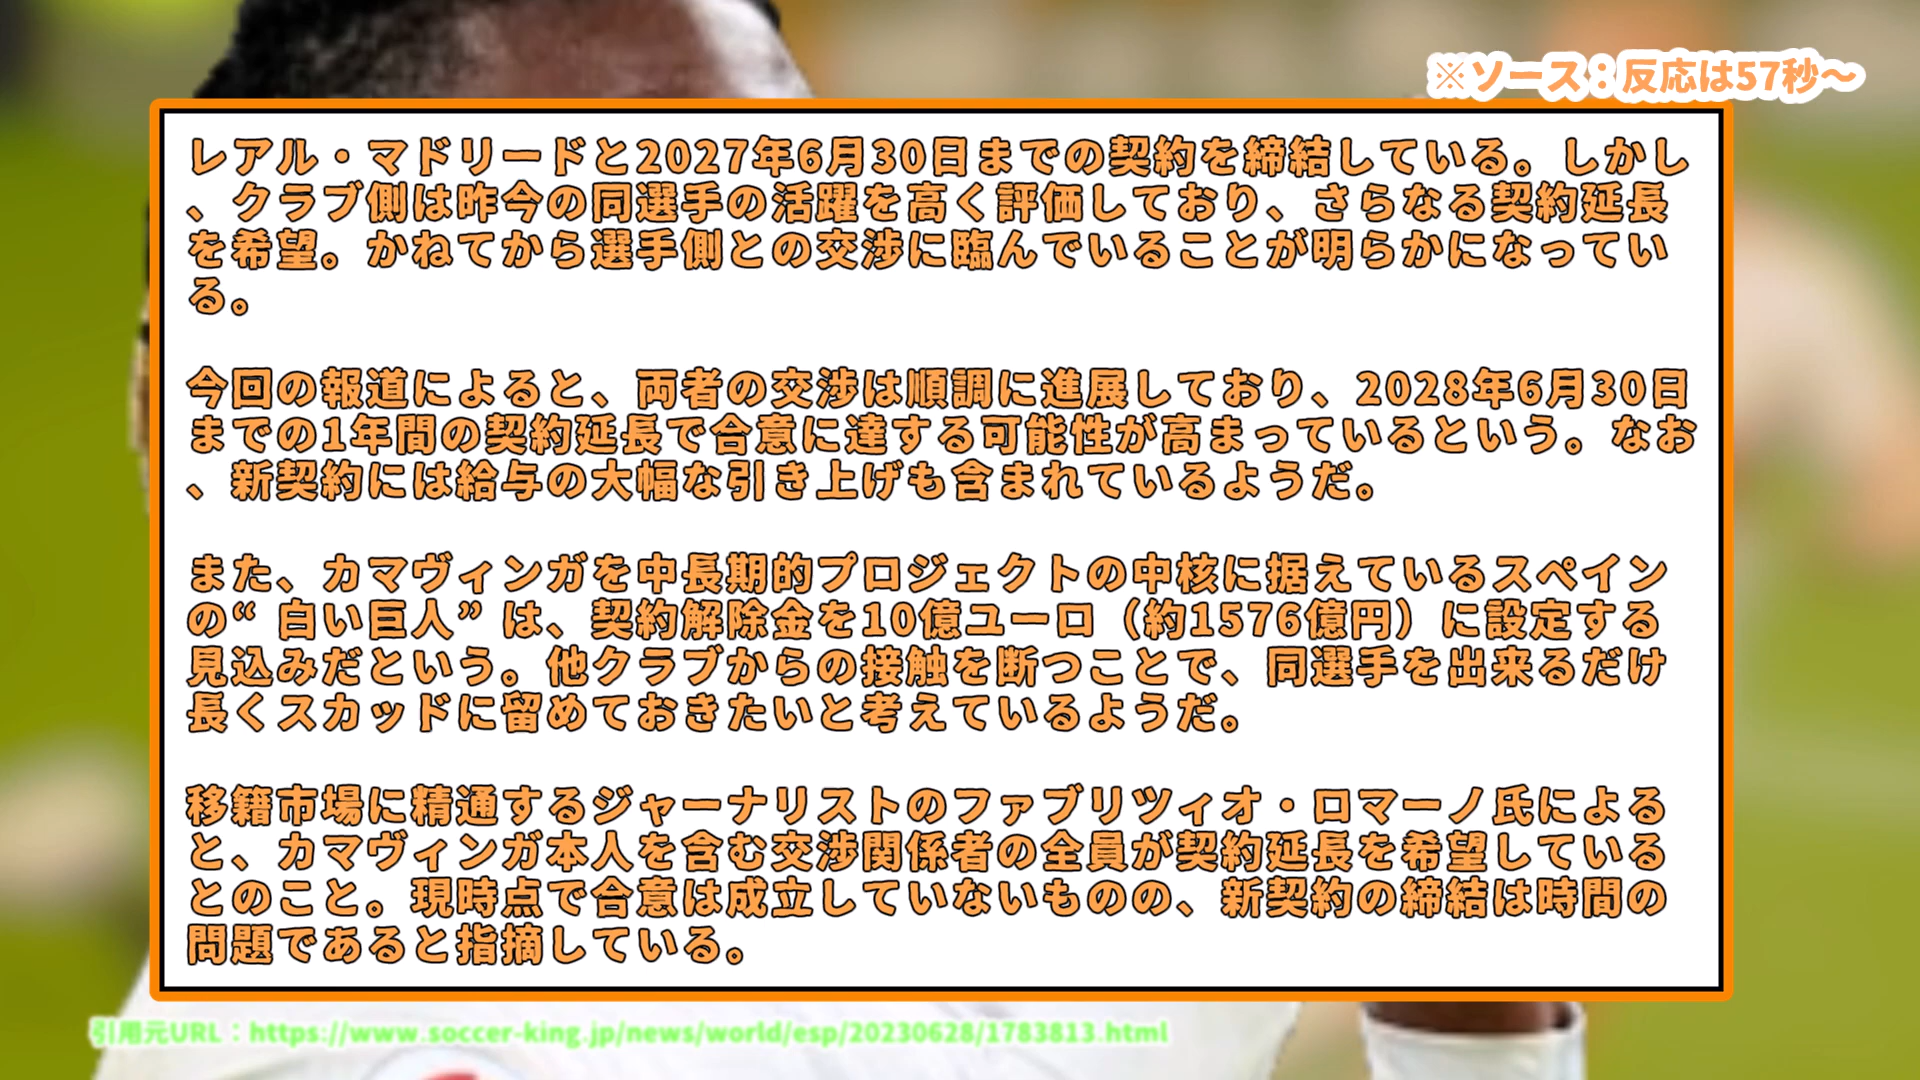 ※ソース：反応は57秒～
レアル・マドリードと2027年6月30日までの契約を締結している。しかし
、クラブ側は昨今の同選手の活躍を高く評価しており、さらなる契約延長
を希望。かねてから選手側との交渉に臨んでいることが明らかになってい
る。
今回の報道によると、両者の交渉は順調に進展しており、2028年6月30日
までの1年間の契約延長で合意に達する可能性が高まっているという。なお
、新契約には給与の大幅な引き上げも含まれているようだ。
また、カマヴィンガを中長期的プロジェクトの中核に据えているスペイン
の“ 白い巨人” は、契約解除金を10億ユーロ（約1576億円）に設定する
見込みだという。他クラブからの接触を断つことで、同選手を出来るだけ
長くスカッドに留めておきたいと考えているようだ。
移籍市場に精通するジャーナリストのファブリツィオ・ロマーノ氏による
と、カマヴィンガ本人を含む交渉関係者の全員が契約延長を希望している
とのこと。現時点で合意は成立していないものの、新契約の締結は時間の
問題であると指摘している。
引用元URL：https://www.soccer-king.jp/news/world/esp/20230628/1783813.html